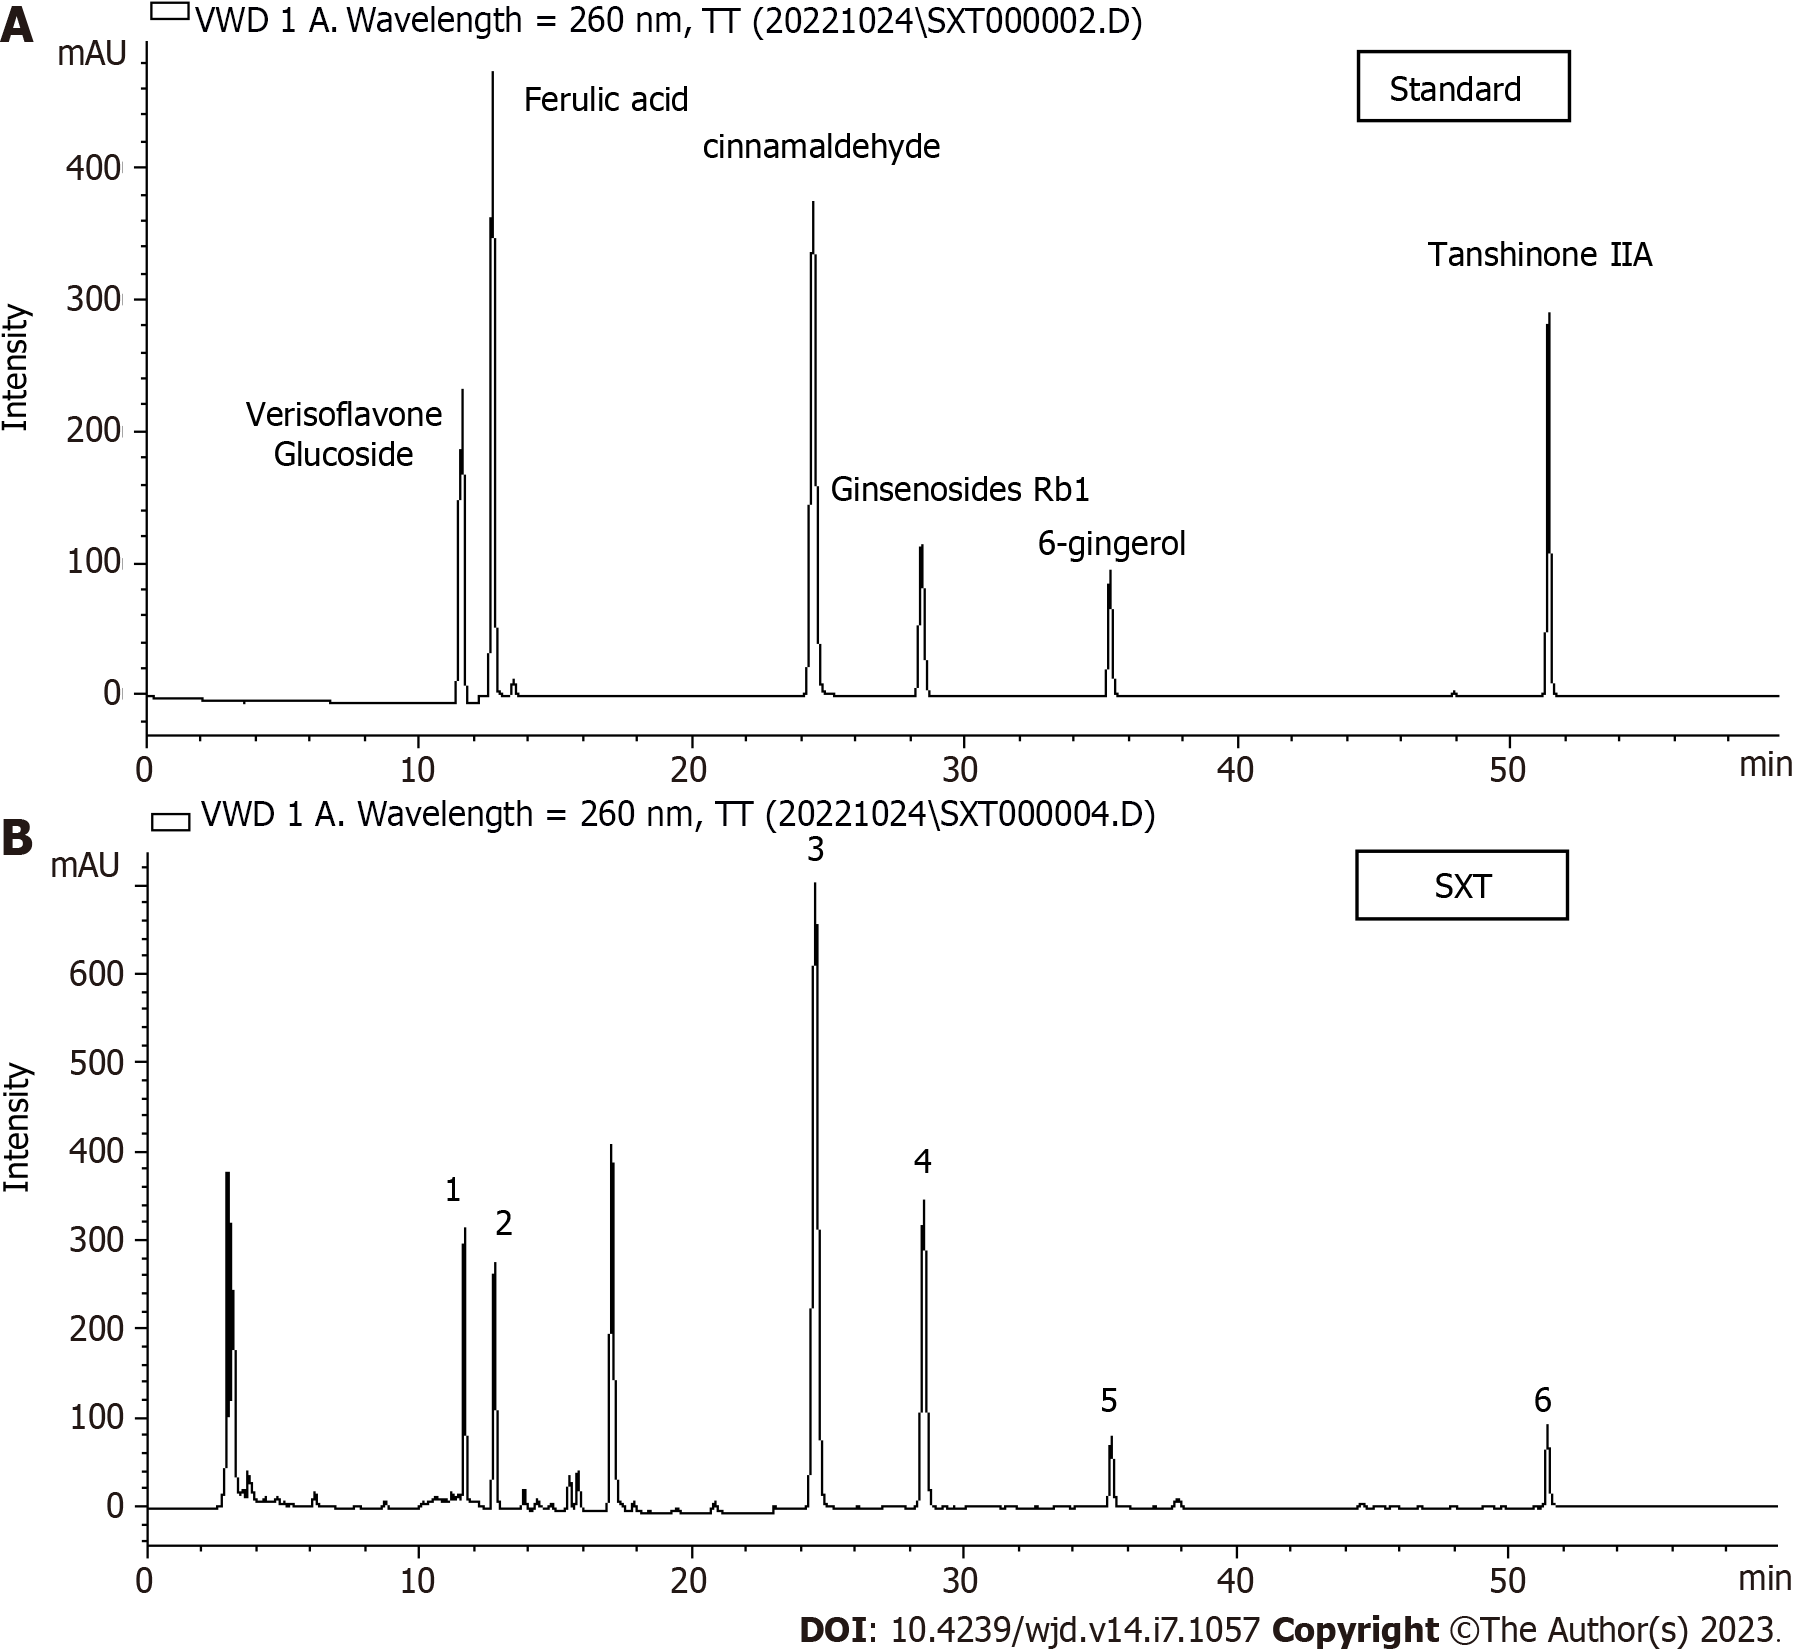 A
VWD 1 A. Wavelength = 260 nm, TT (20221024\SXT000002.D)
mAU
Standard
Ferulic acid
cinnamaldehyde
400
Tanshinone IIA
300
Intensity
Verisoflavone
Glucoside
200
Ginsenosides Rb1
6-gingerol
100
0
0 10 20 30 40 50 min
B
VWD 1 A. Wavelength = 260 nm, TT (20221024\SXT000004.D)
mAU
3
SXT
600
500
Intensity
400
4
1
2
300
200
100
5
6
0
0 10 20 30 40 50 min
DOI: 10.4239/wjd.v14.i7.1057 Copyright ©The Author(s) 2023.